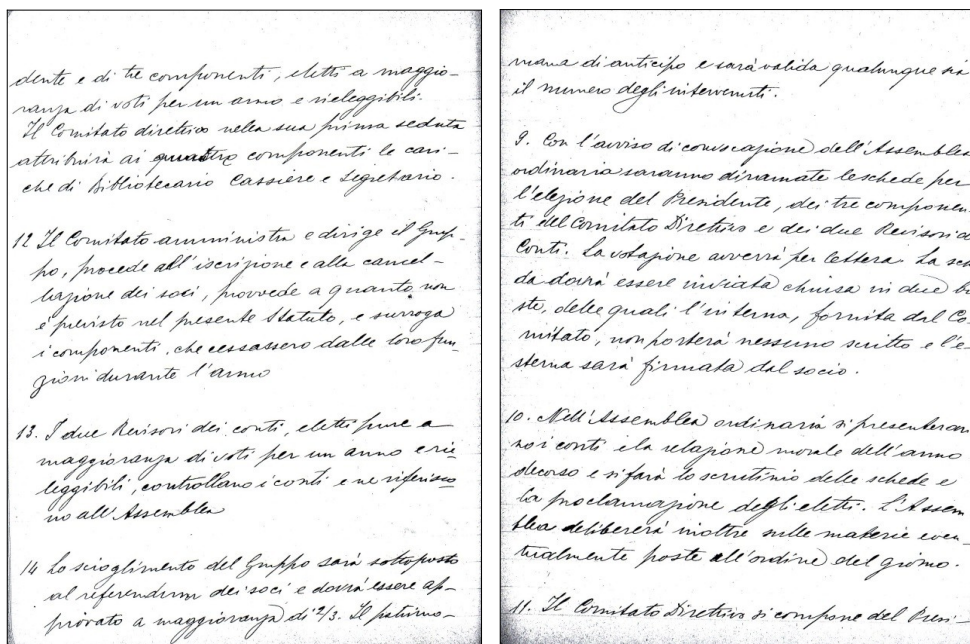 dente e di tre componenti, eletti a maggio-
ranza di voti per un anno e rieleggibili.
Il Comitato direttivo nella sua prima seduta
attribuirà ai quattro componenti le cari-
che di Bibliotecario Cassiere e Segretario.
12 Il Comitato amministra e dirige il Grup-
po, procede all'iscrizione e alla cancel-
lazione dei soci, provvede a quanto non
è previsto nel presente Statuto, e surroga
i componenti, che cessassero dalle loro fun-
zioni durante l'anno
13. I due Revisori dei conti, eletti pure a
maggioranza di voti per un anno e rie-
leggibili, controllano i conti e ne riferisco
no all'Assemblea
14 Lo scioglimento del Gruppo sarà sottoposto
al referendum dei soci e dovrà essere ap-
provato a maggioranza di 2/3. Il patrimo-
mana di anticipo e sarà valida qualunque sia
il numero degli intervenuti.
9. Con l'avviso di convocazione dell'Assemblea
ordinaria saranno diramate le schede per
l'elezione del Presidente, dei tre componen-
ti del Comitato Direttivo e dei due Revisori d
Conti. La votazione avverrà per lettera. La sch
da dovrà essere inviata chiusa in due bu
ste, delle quali l'interna, fornita dal Co-
mitato, non porterà nessuno scritto e l'e-
sterna sarà firmata dal socio.
10. Nell'Assemblea ordinaria si presenteran
no i conti e la relazione morale dell'anno
decorso e si farà lo scrutinio delle schede e
la proclamazione degli eletti. L'Assem
blea delibererà inoltre sulle materie even-
tualmente poste all'ordine del giorno.
11. Il Comitato Direttivo si compone del Presi-